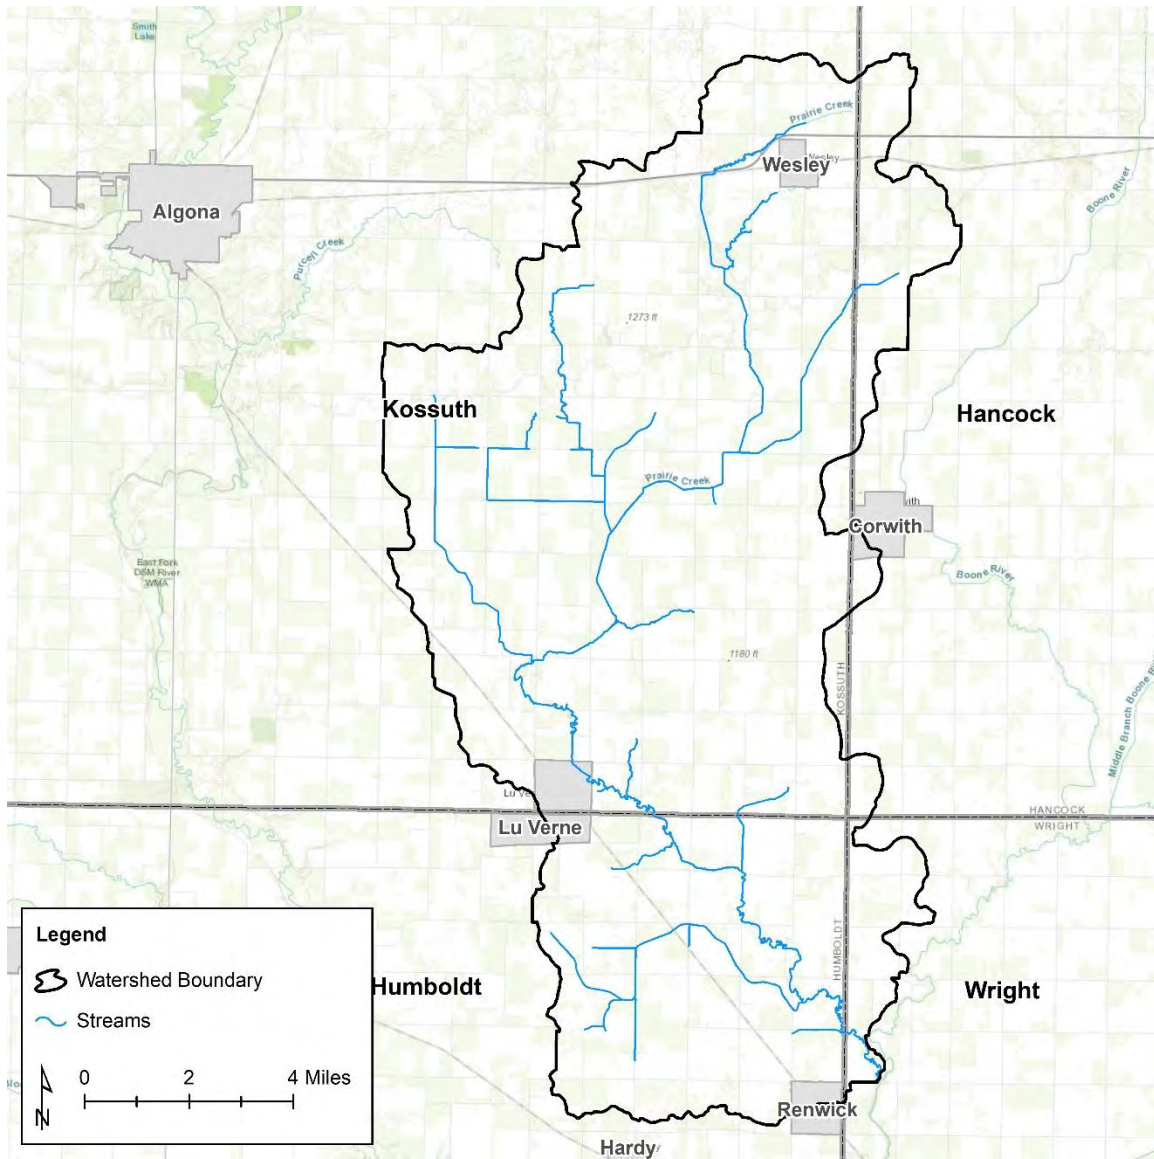 Smith
Lake
Prairie Creek
Wesley
Algona
Boone River
Purcell Creek
1273 ft
Kossuth
Hancock
Prairie Creek
Corwith
East Fork
DSM River
WMA
Boone River
1180 ft
KOSSUTH
Middle Branch Boone
Lu Ve
HANCOCK
WRIGHT
Lu Verne
HUMBOLDT
Humboldt
Wright
Legend
Watershed Boundary
Streams
0 2 4 Miles
N
Renwick
Hardy